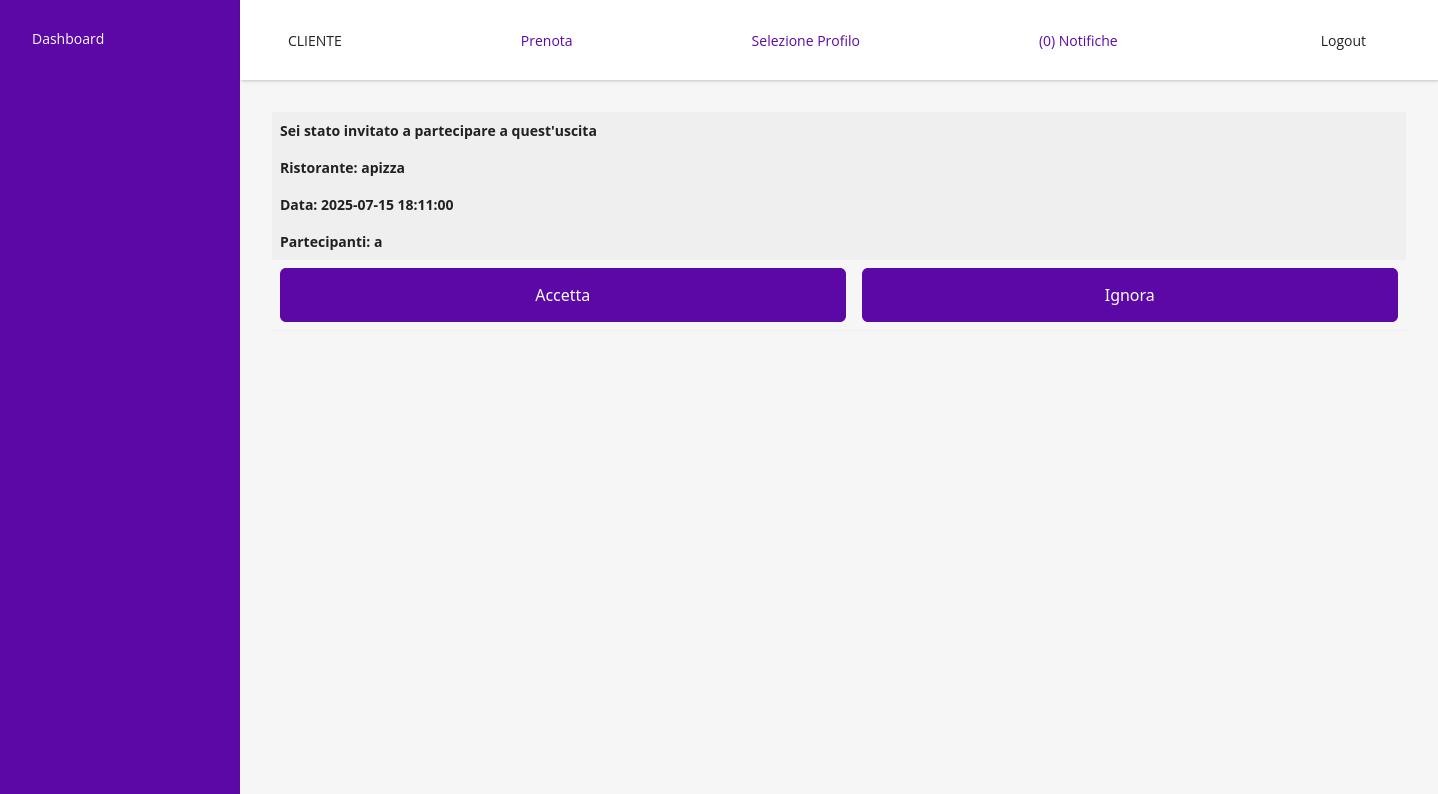 Dashboard
CLIENTE
Prenota
Selezione Profilo
(0) Notifiche
Logout
Sei stato invitato a partecipare a quest'uscita
Ristorante: apizza
Data: 2025-07-15 18:11:00
Partecipanti: a
Accetta
Ignora